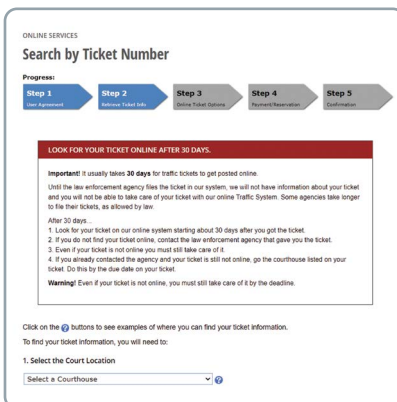 ONLINE SERVICES
Search by Ticket Number
Progress:
Step 1
User Agreement
Step 2
Retrieve Ticket Info
Step 3
Online Ticket Options
Step 4
Payment/Reservation
Step 5
Confirmation
LOOK FOR YOUR TICKET ONLINE AFTER 30 DAYS.
Important! It usually takes 30 days for traffic tickets to get posted online.
Until the law enforcement agency files the ticket in our system, we will not have information about your ticket
and you will not be able to take care of your ticket with our online Traffic System. Some agencies take longer
to file their tickets, as allowed by law.
After 30 days...
1. Look for your ticket on our online system starting about 30 days after you got the ticket.
2. If you do not find your ticket online, contact the law enforcement agency that gave you the ticket.
3. Even if your ticket is not online you must still take care of it.
4. If you already contacted the agency and your ticket is still not online, go the courthouse listed on your
ticket. Do this by the due date on your ticket.
Warning! Even if your ticket is not online, you must still take care of it by the deadline.
Click on the ? buttons to see examples of where you can find your ticket information.
To find your ticket information, you will need to:
1. Select the Court Location
Select a Courthouse ?